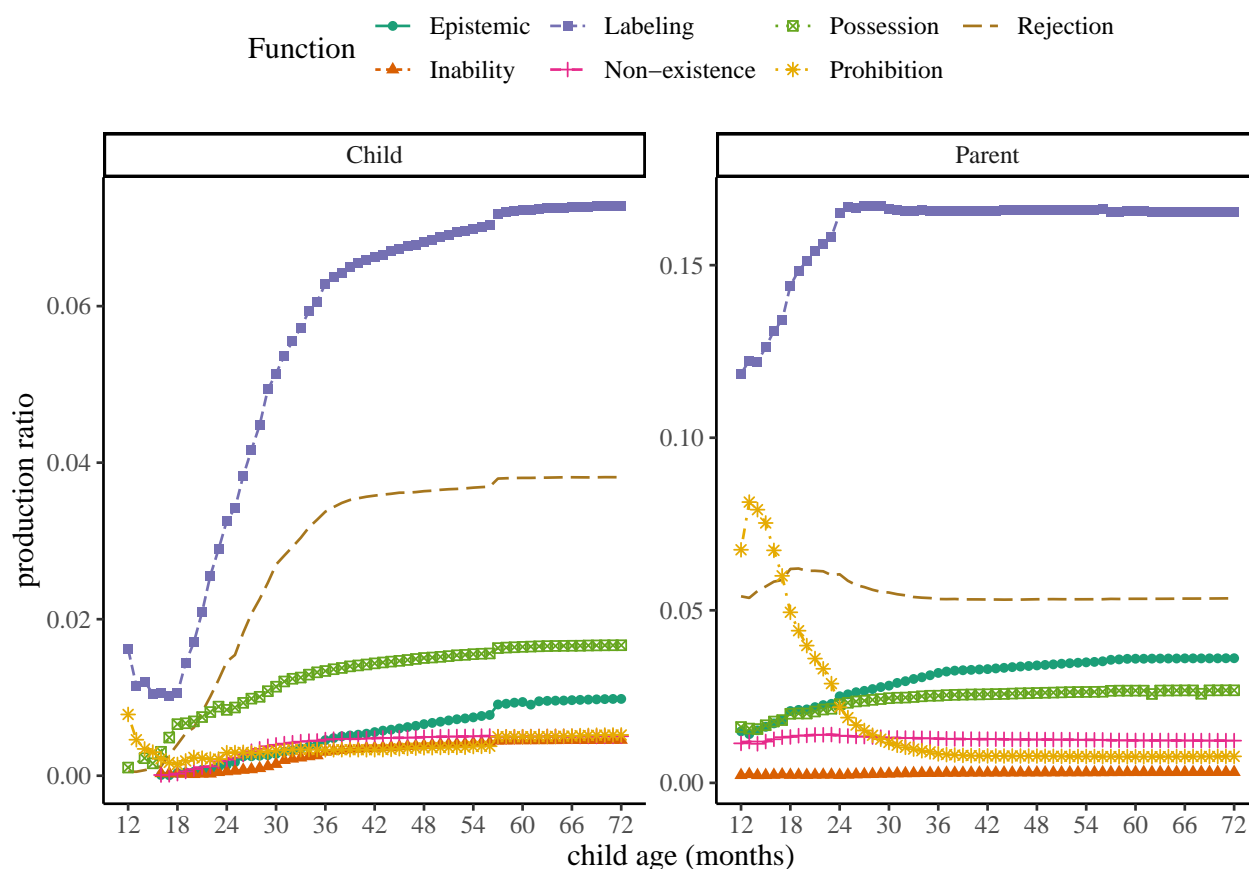 Function
Epistemic Labeling Possession Rejection
Inability Non−existence Prohibition
Child Parent
production ratio
0.06
0.04
0.02
0.00
0.15
0.10
0.05
0.00
12 18 24 30 36 42 48 54 60 66 72
12 18 24 30 36 42 48 54 60 66 72
child age (months)